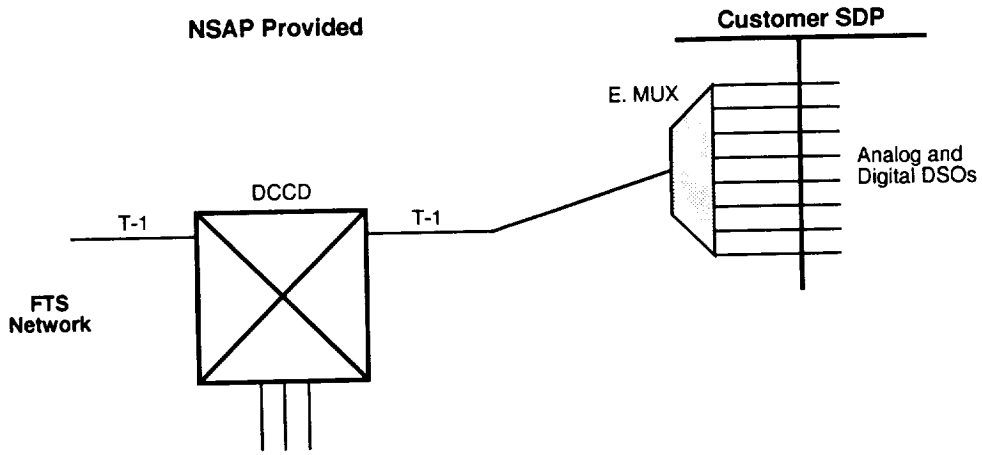 NSAP Provided
Customer SDP
E. MUX
Analog and
Digital DSOs
DCCD
T-1
T-1
FTS
Network